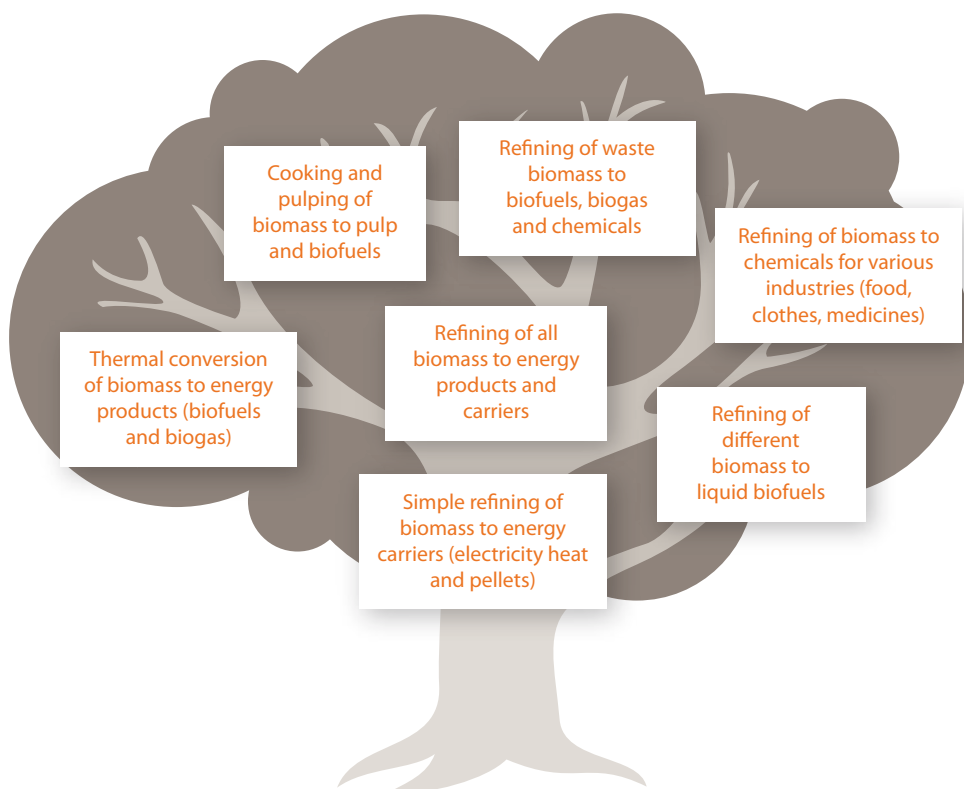 Cooking and
pulping of
biomass to pulp
and biofuels
Refining of waste
biomass to
biofuels, biogas
and chemicals
Refining of biomass to
chemicals for various
industries (food,
clothes, medicines)
Thermal conversion
of biomass to energy
products (biofuels
and biogas)
Refining of all
biomass to energy
products and
carriers
Refining of
different
biomass to
liquid biofuels
Simple refining of
biomass to energy
carriers (electricity heat
and pellets)